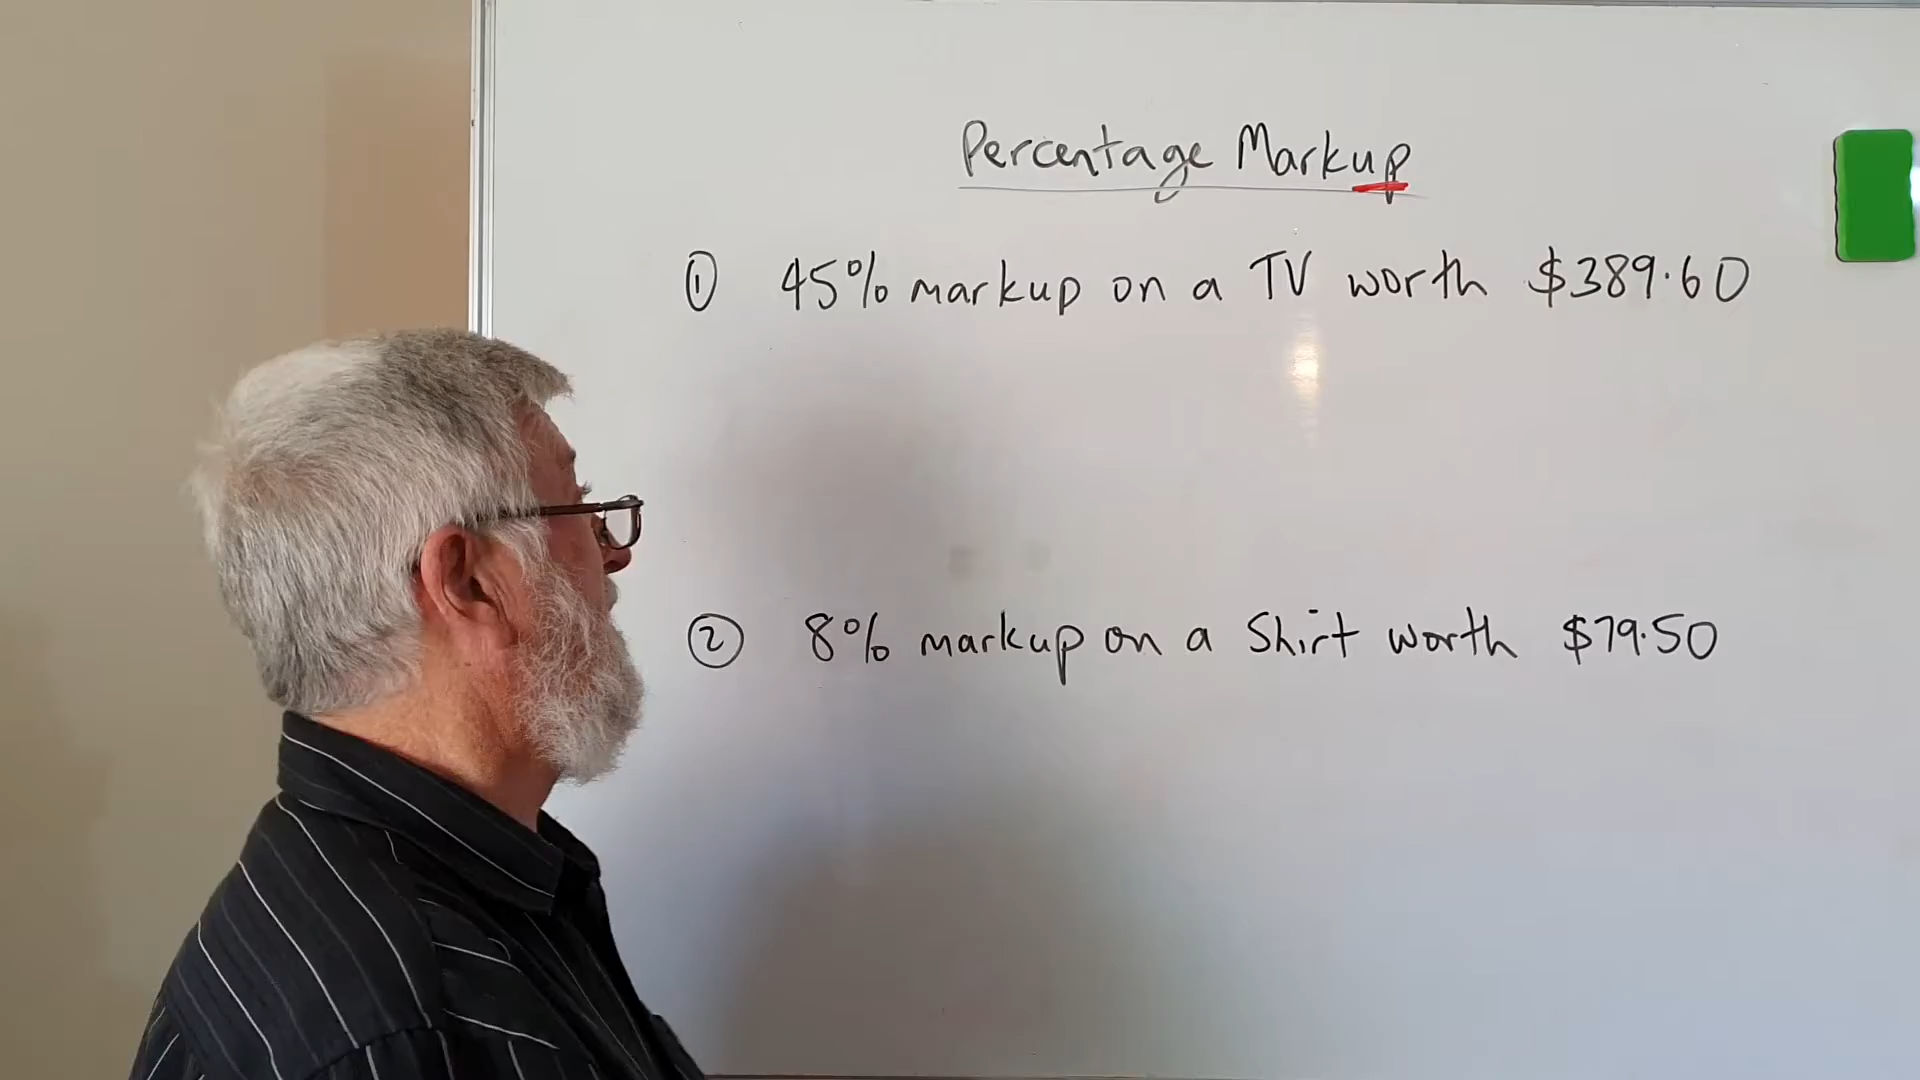 Percentage Markup
① 45% markup on a TV worth $389.60
② 8% markup on a Shirt worth $79.50